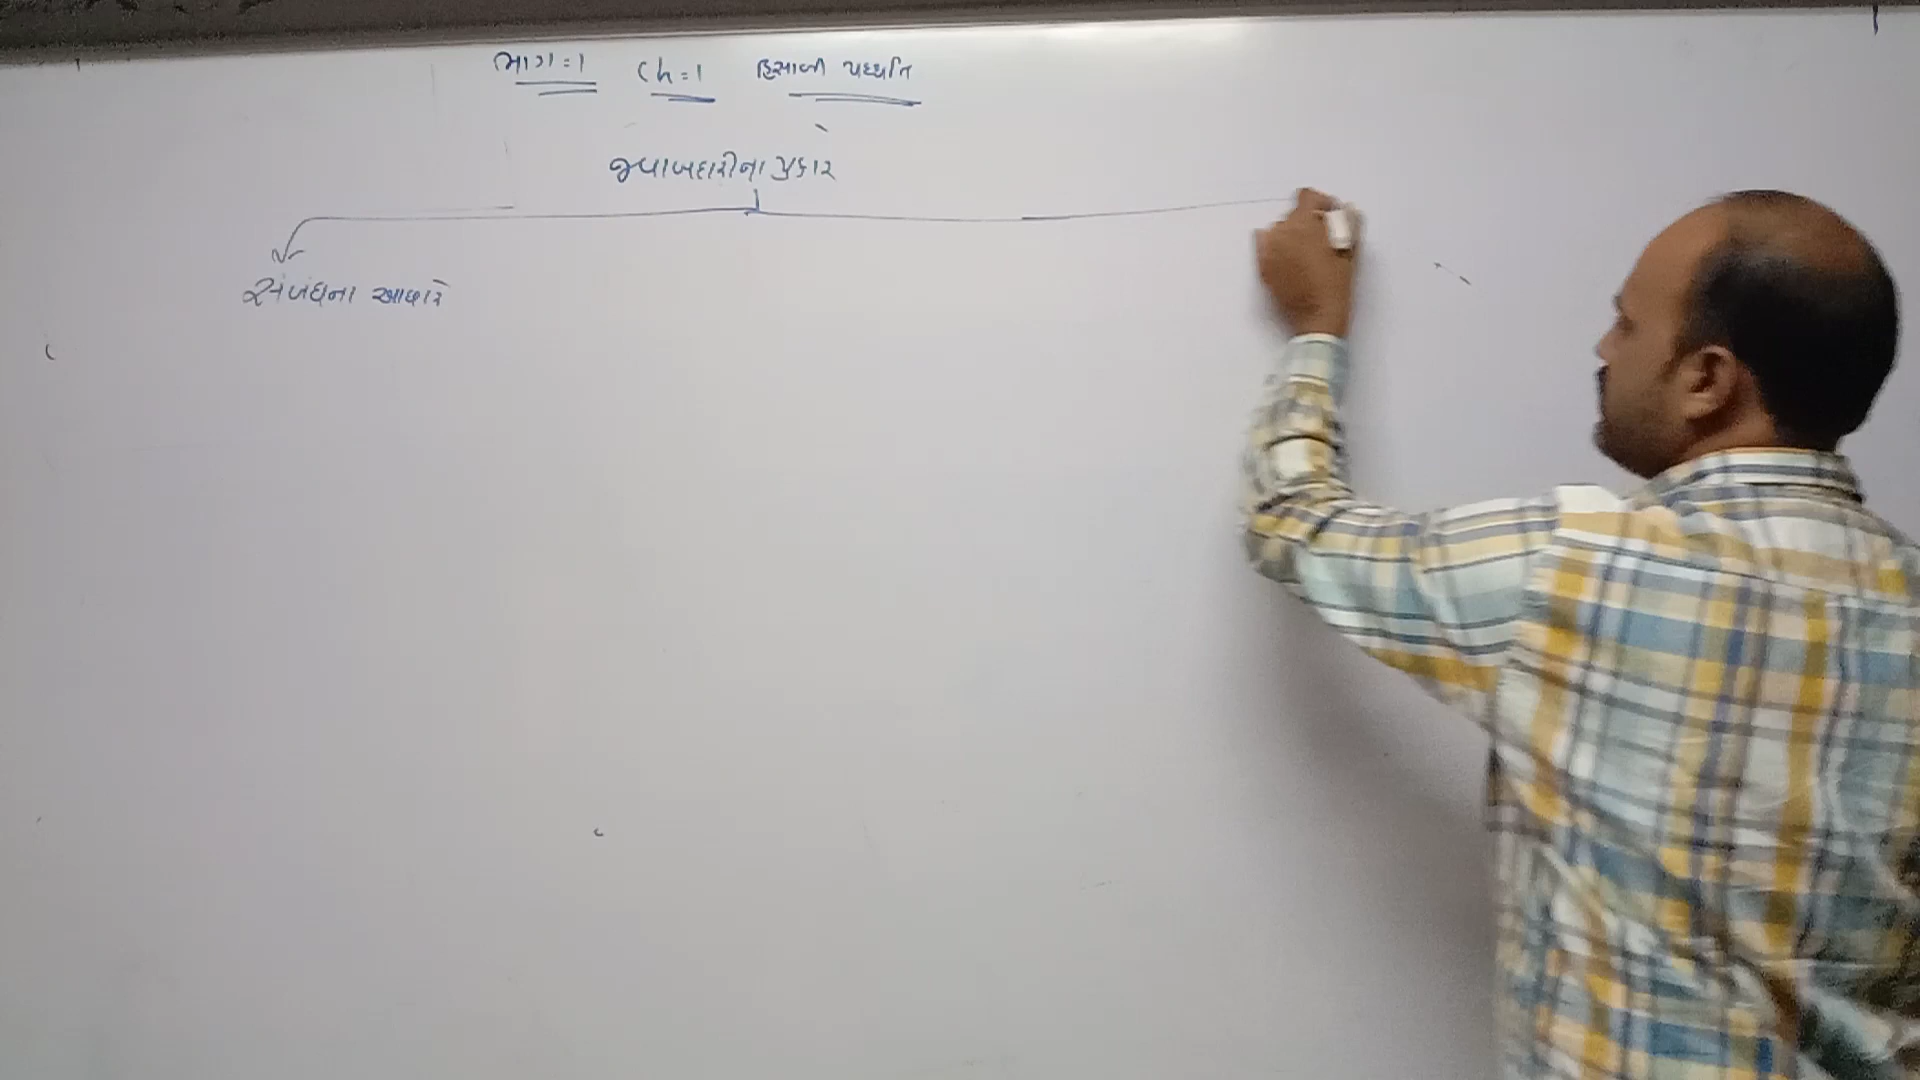 ભાગ=1 Ch=1 હિસાબી પધ્ધતિ
જવાબદારીના પ્રકાર
સંબંધના આધારે